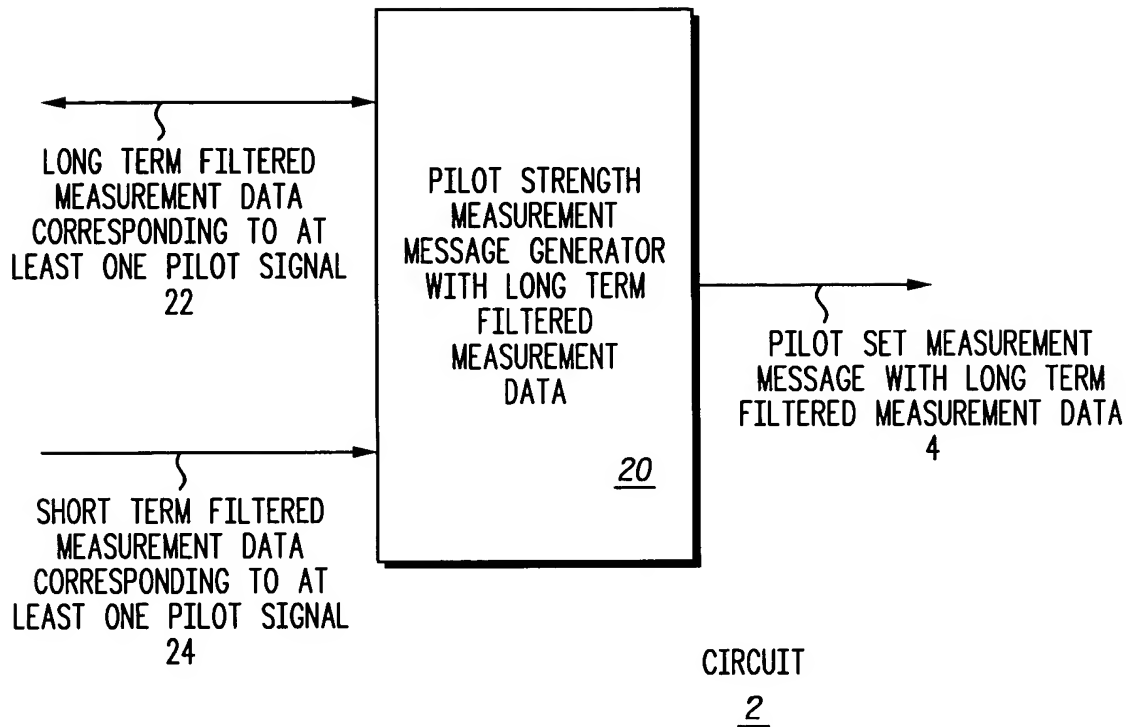 LONG TERM FILTERED
MEASUREMENT DATA
CORRESPONDING TO AT
LEAST ONE PILOT SIGNAL
22
SHORT TERM FILTERED
MEASUREMENT DATA
CORRESPONDING TO AT
LEAST ONE PILOT SIGNAL
24
PILOT STRENGTH
MEASUREMENT
MESSAGE GENERATOR
WITH LONG TERM
FILTERED
MEASUREMENT
DATA
20
PILOT SET MEASUREMENT
MESSAGE WITH LONG TERM
FILTERED MEASUREMENT DATA
4
CIRCUIT
2